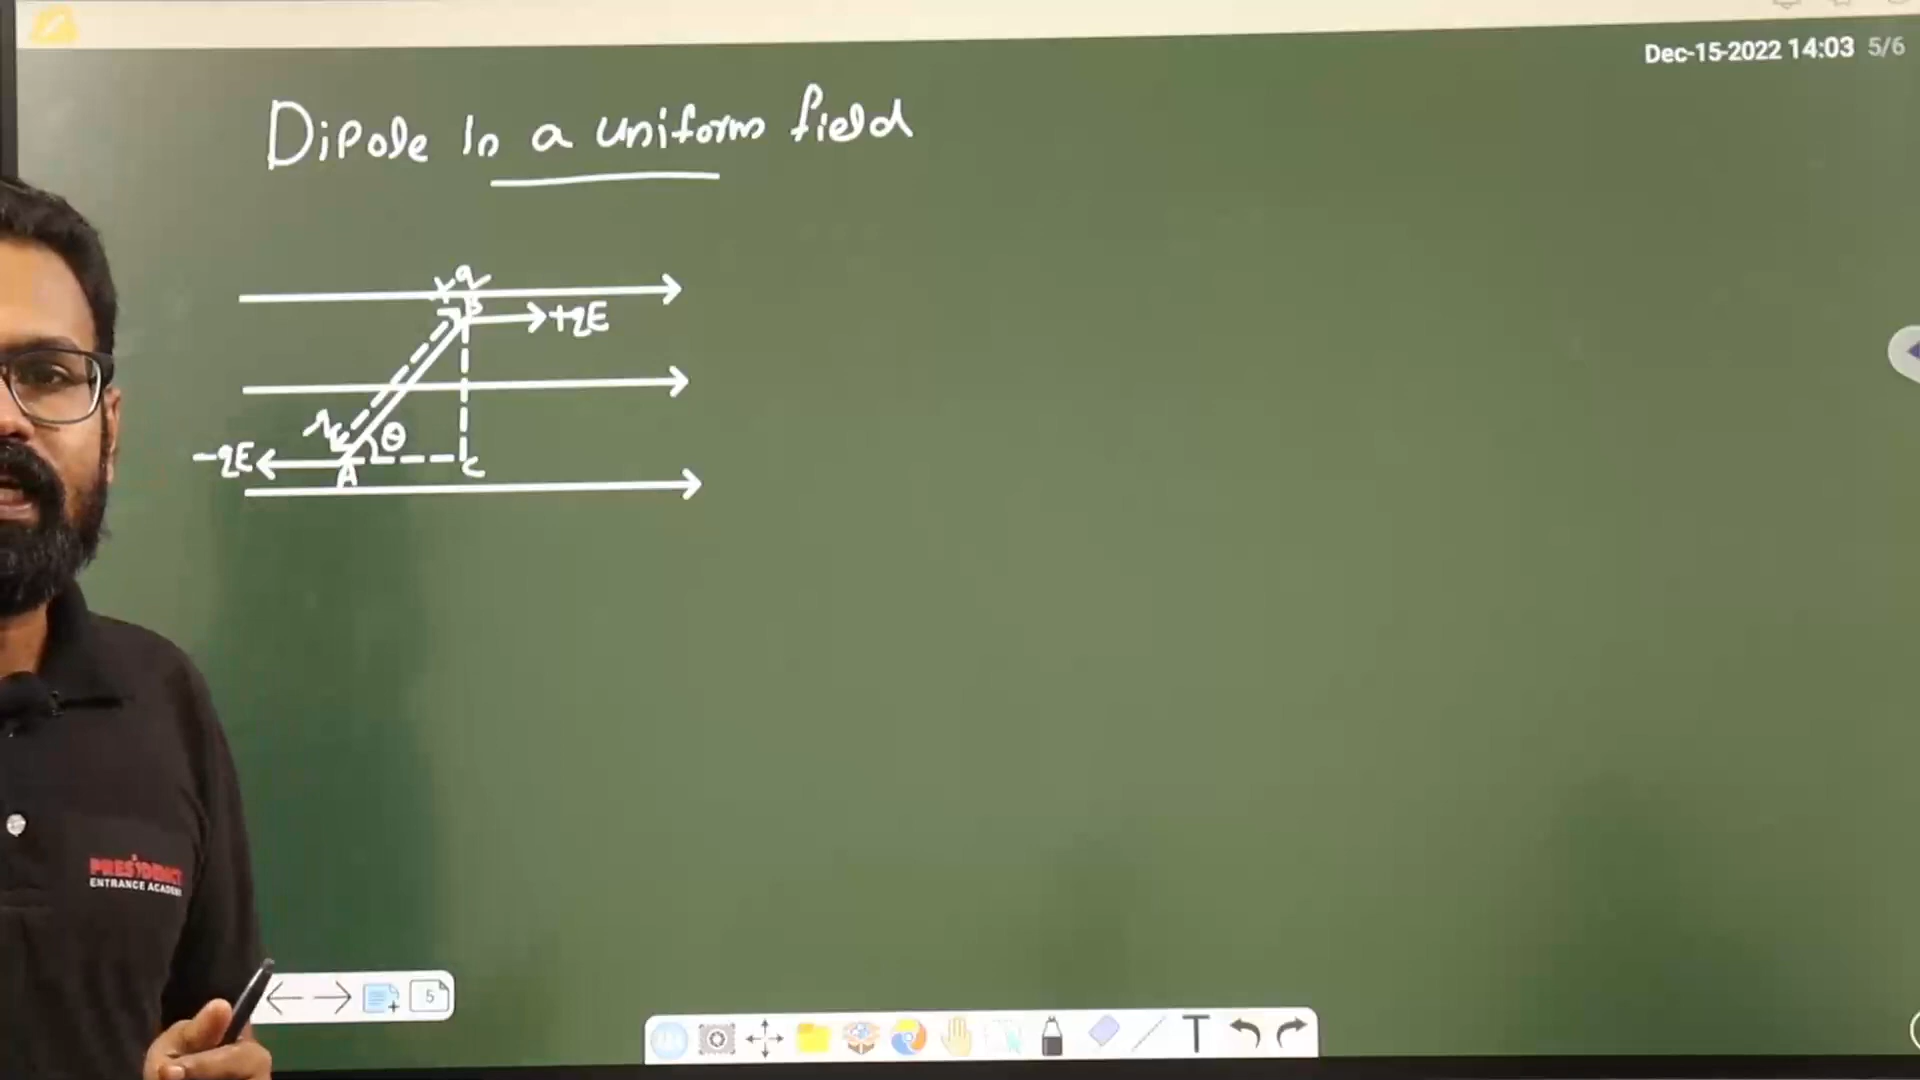 Dec-15-2022 14:03 5/6
Dipole in a uniform field
q
B
+qE
θ
-qE
A
C
PRESIDENCY
ENTRANCE ACADEMY
5
T